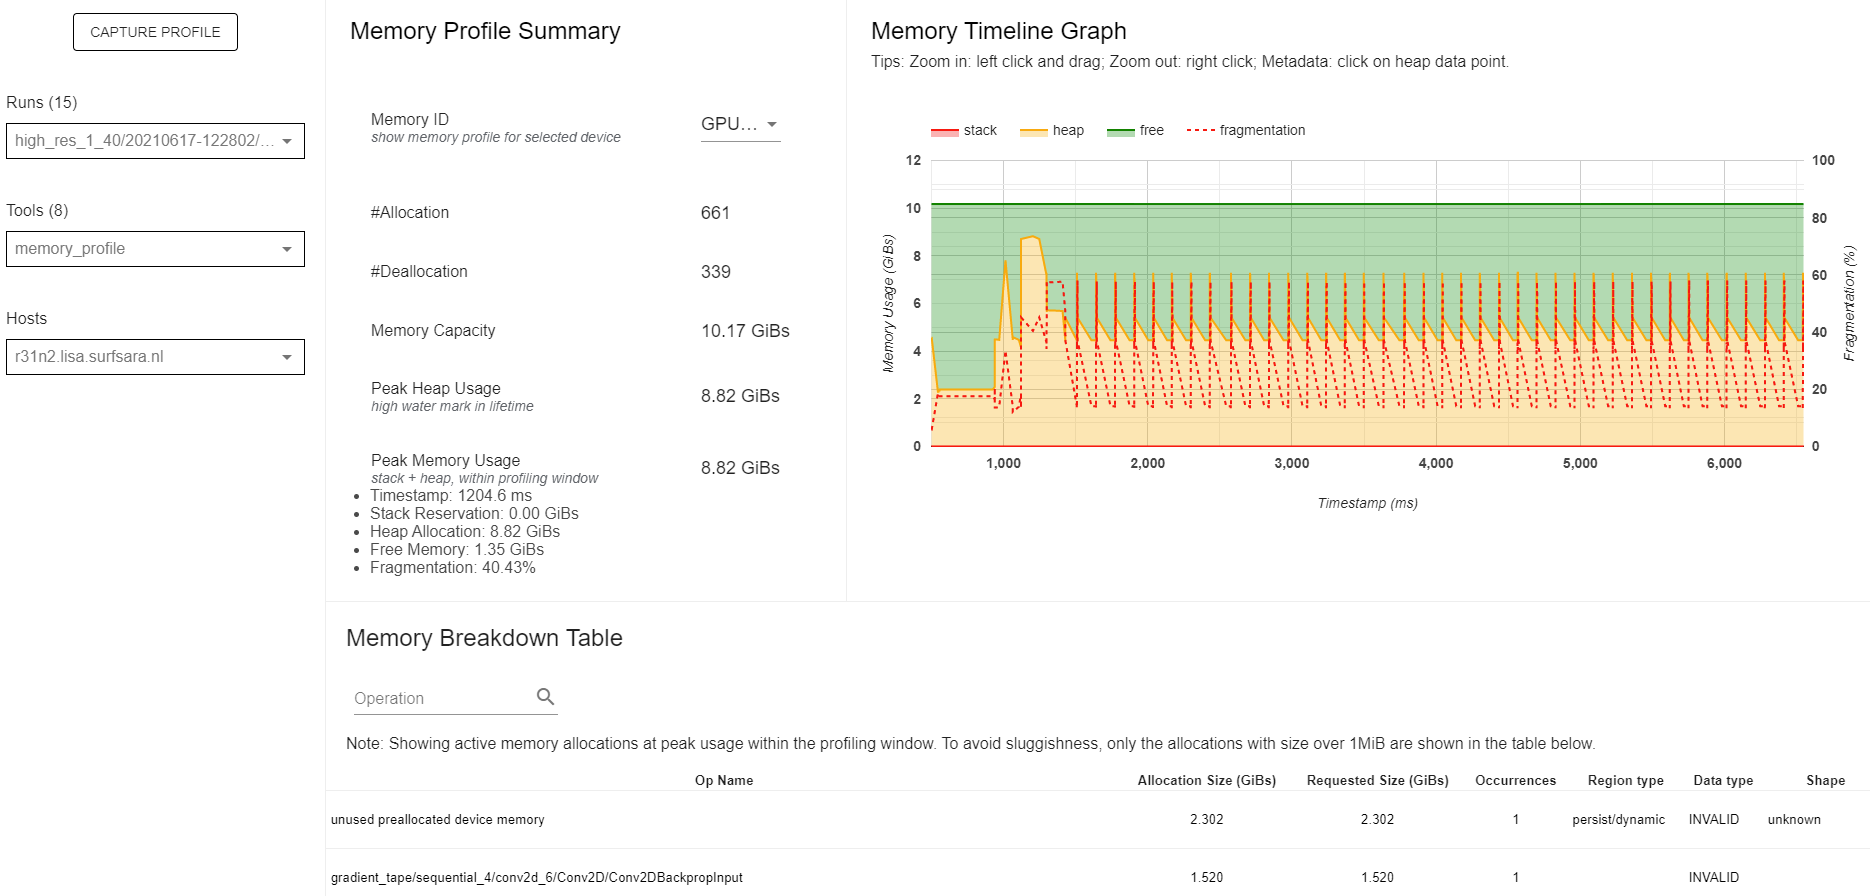 CAPTURE PROFILE
Runs (15)
high_res_1_40/20210617-122802/...
Tools (8)
memory_profile
Hosts
r31n2.lisa.surfsara.nl
Memory Profile Summary
Memory ID
show memory profile for selected device
GPU...
#Allocation 661
#Deallocation 339
Memory Capacity 10.17 GiBs
Peak Heap Usage 8.82 GiBs
high water mark in lifetime
Peak Memory Usage 8.82 GiBs
stack + heap, within profiling window
• Timestamp: 1204.6 ms
• Stack Reservation: 0.00 GiBs
• Heap Allocation: 8.82 GiBs
• Free Memory: 1.35 GiBs
• Fragmentation: 40.43%
Memory Timeline Graph
Tips: Zoom in: left click and drag; Zoom out: right click; Metadata: click on heap data point.
stack heap free fragmentation
12
10
8
6
4
2
0
Memory Usage (GiBs)
100
80
60
40
20
0
Fragmentation (%)
1,000 2,000 3,000 4,000 5,000 6,000
Timestamp (ms)
Memory Breakdown Table
Operation
Note: Showing active memory allocations at peak usage within the profiling window. To avoid sluggishness, only the allocations with size over 1MiB are shown in the table below.
Op Name Allocation Size (GiBs) Requested Size (GiBs) Occurrences Region type Data type Shape
unused preallocated device memory 2.302 2.302 1 persist/dynamic INVALID unknown
gradient_tape/sequential_4/conv2d_6/Conv2D/Conv2DBackpropInput 1.520 1.520 1 INVALID